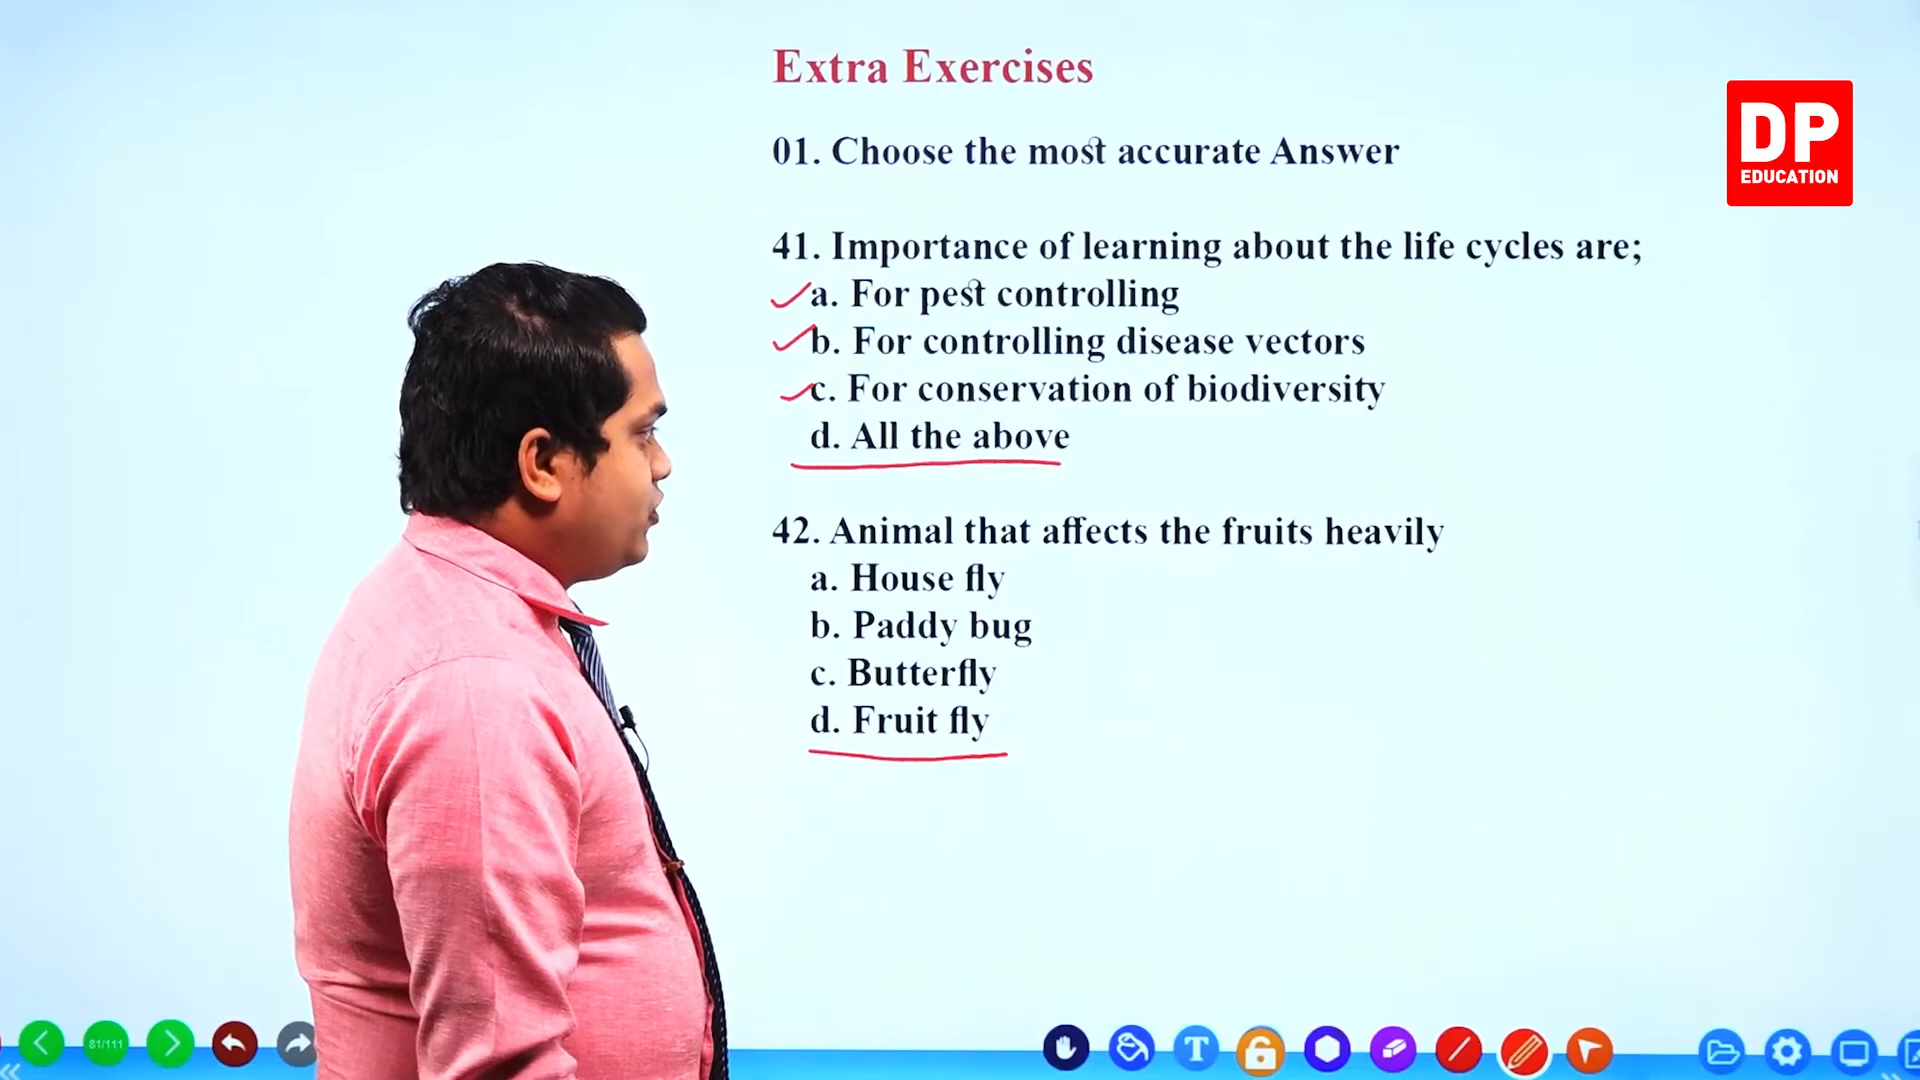 Extra Exercises
DP
EDUCATION
01. Choose the most accurate Answer
41. Importance of learning about the life cycles are;
a. For pest controlling
b. For controlling disease vectors
c. For conservation of biodiversity
d. All the above
42. Animal that affects the fruits heavily
a. House fly
b. Paddy bug
c. Butterfly
d. Fruit fly
81/111
T